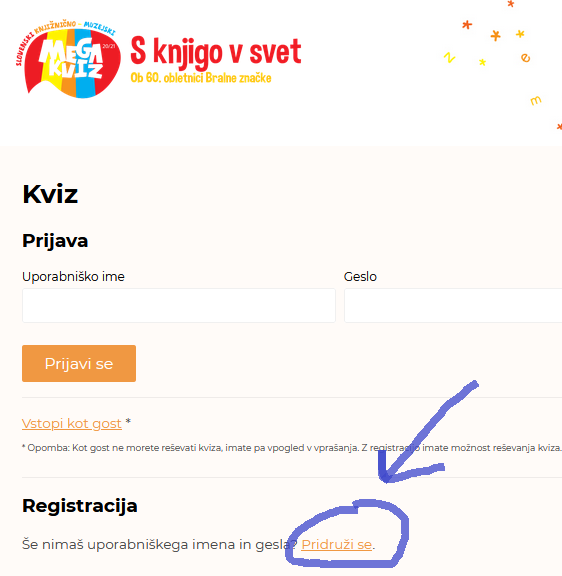 SLOVENSKI KNJIŽNIČNO - MUZEJSKI
MEGA
20/21
KVIZ
S knjigo v svet
Ob 60. obletnici Bralne značke
z
e
m
Kviz
Prijava
Uporabniško ime
Geslo
Prijavi se
Vstopi kot gost *
* Opomba: Kot gost ne morete reševati kviza, imate pa vpogled v vprašanja. Z registracijo imate možnost reševanja kviza.
Registracija
Še nimaš uporabniškega imena in gesla? Pridruži se.